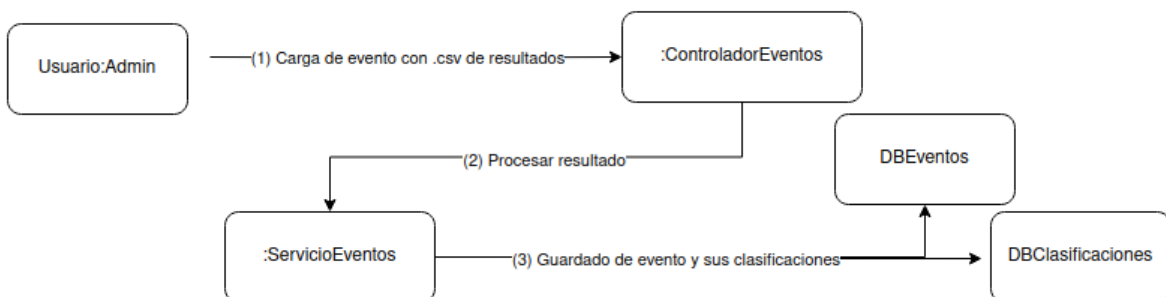 Usuario:Admin
(1) Carga de evento con .csv de resultados
:ControladorEventos
(2) Procesar resultado
DBEventos
:ServicioEventos
(3) Guardado de evento y sus clasificaciones
DBClasificaciones